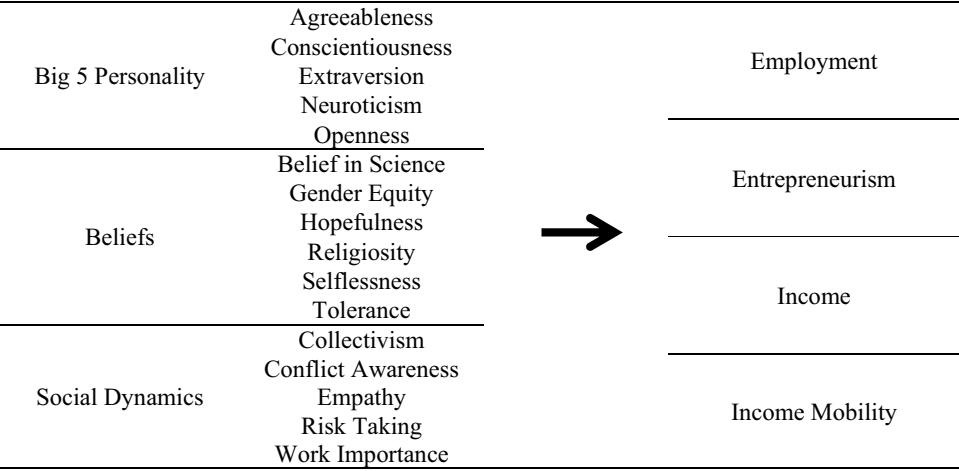 Big 5 Personality
Agreeableness
Conscientiousness
Extraversion
Neuroticism
Openness
Beliefs
Belief in Science
Gender Equity
Hopefulness
Religiosity
Selflessness
Tolerance
Social Dynamics
Collectivism
Conflict Awareness
Empathy
Risk Taking
Work Importance
Employment
Entrepreneurism
Income
Income Mobility